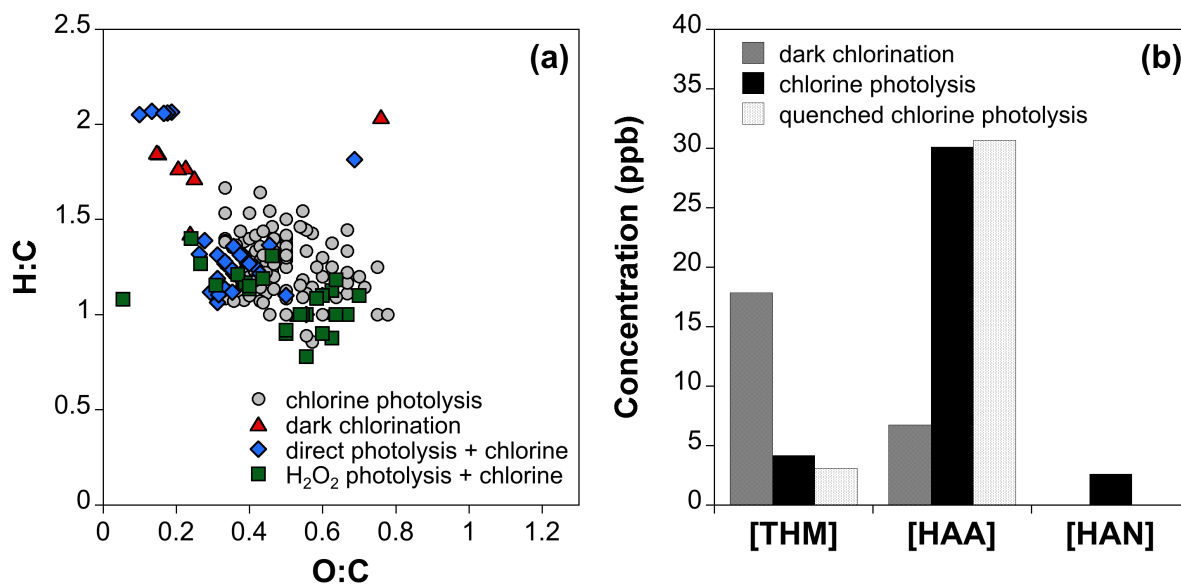 2.5
2
1.5
1
0.5
0
H:C
(a)
chlorine photolysis
dark chlorination
direct photolysis + chlorine
H₂O₂ photolysis + chlorine
0 0.2 0.4 0.6 0.8 1 1.2
O:C
40
35
30
25
20
15
10
5
0
Concentration (ppb)
(b)
dark chlorination
chlorine photolysis
quenched chlorine photolysis
[THM] [HAA] [HAN]